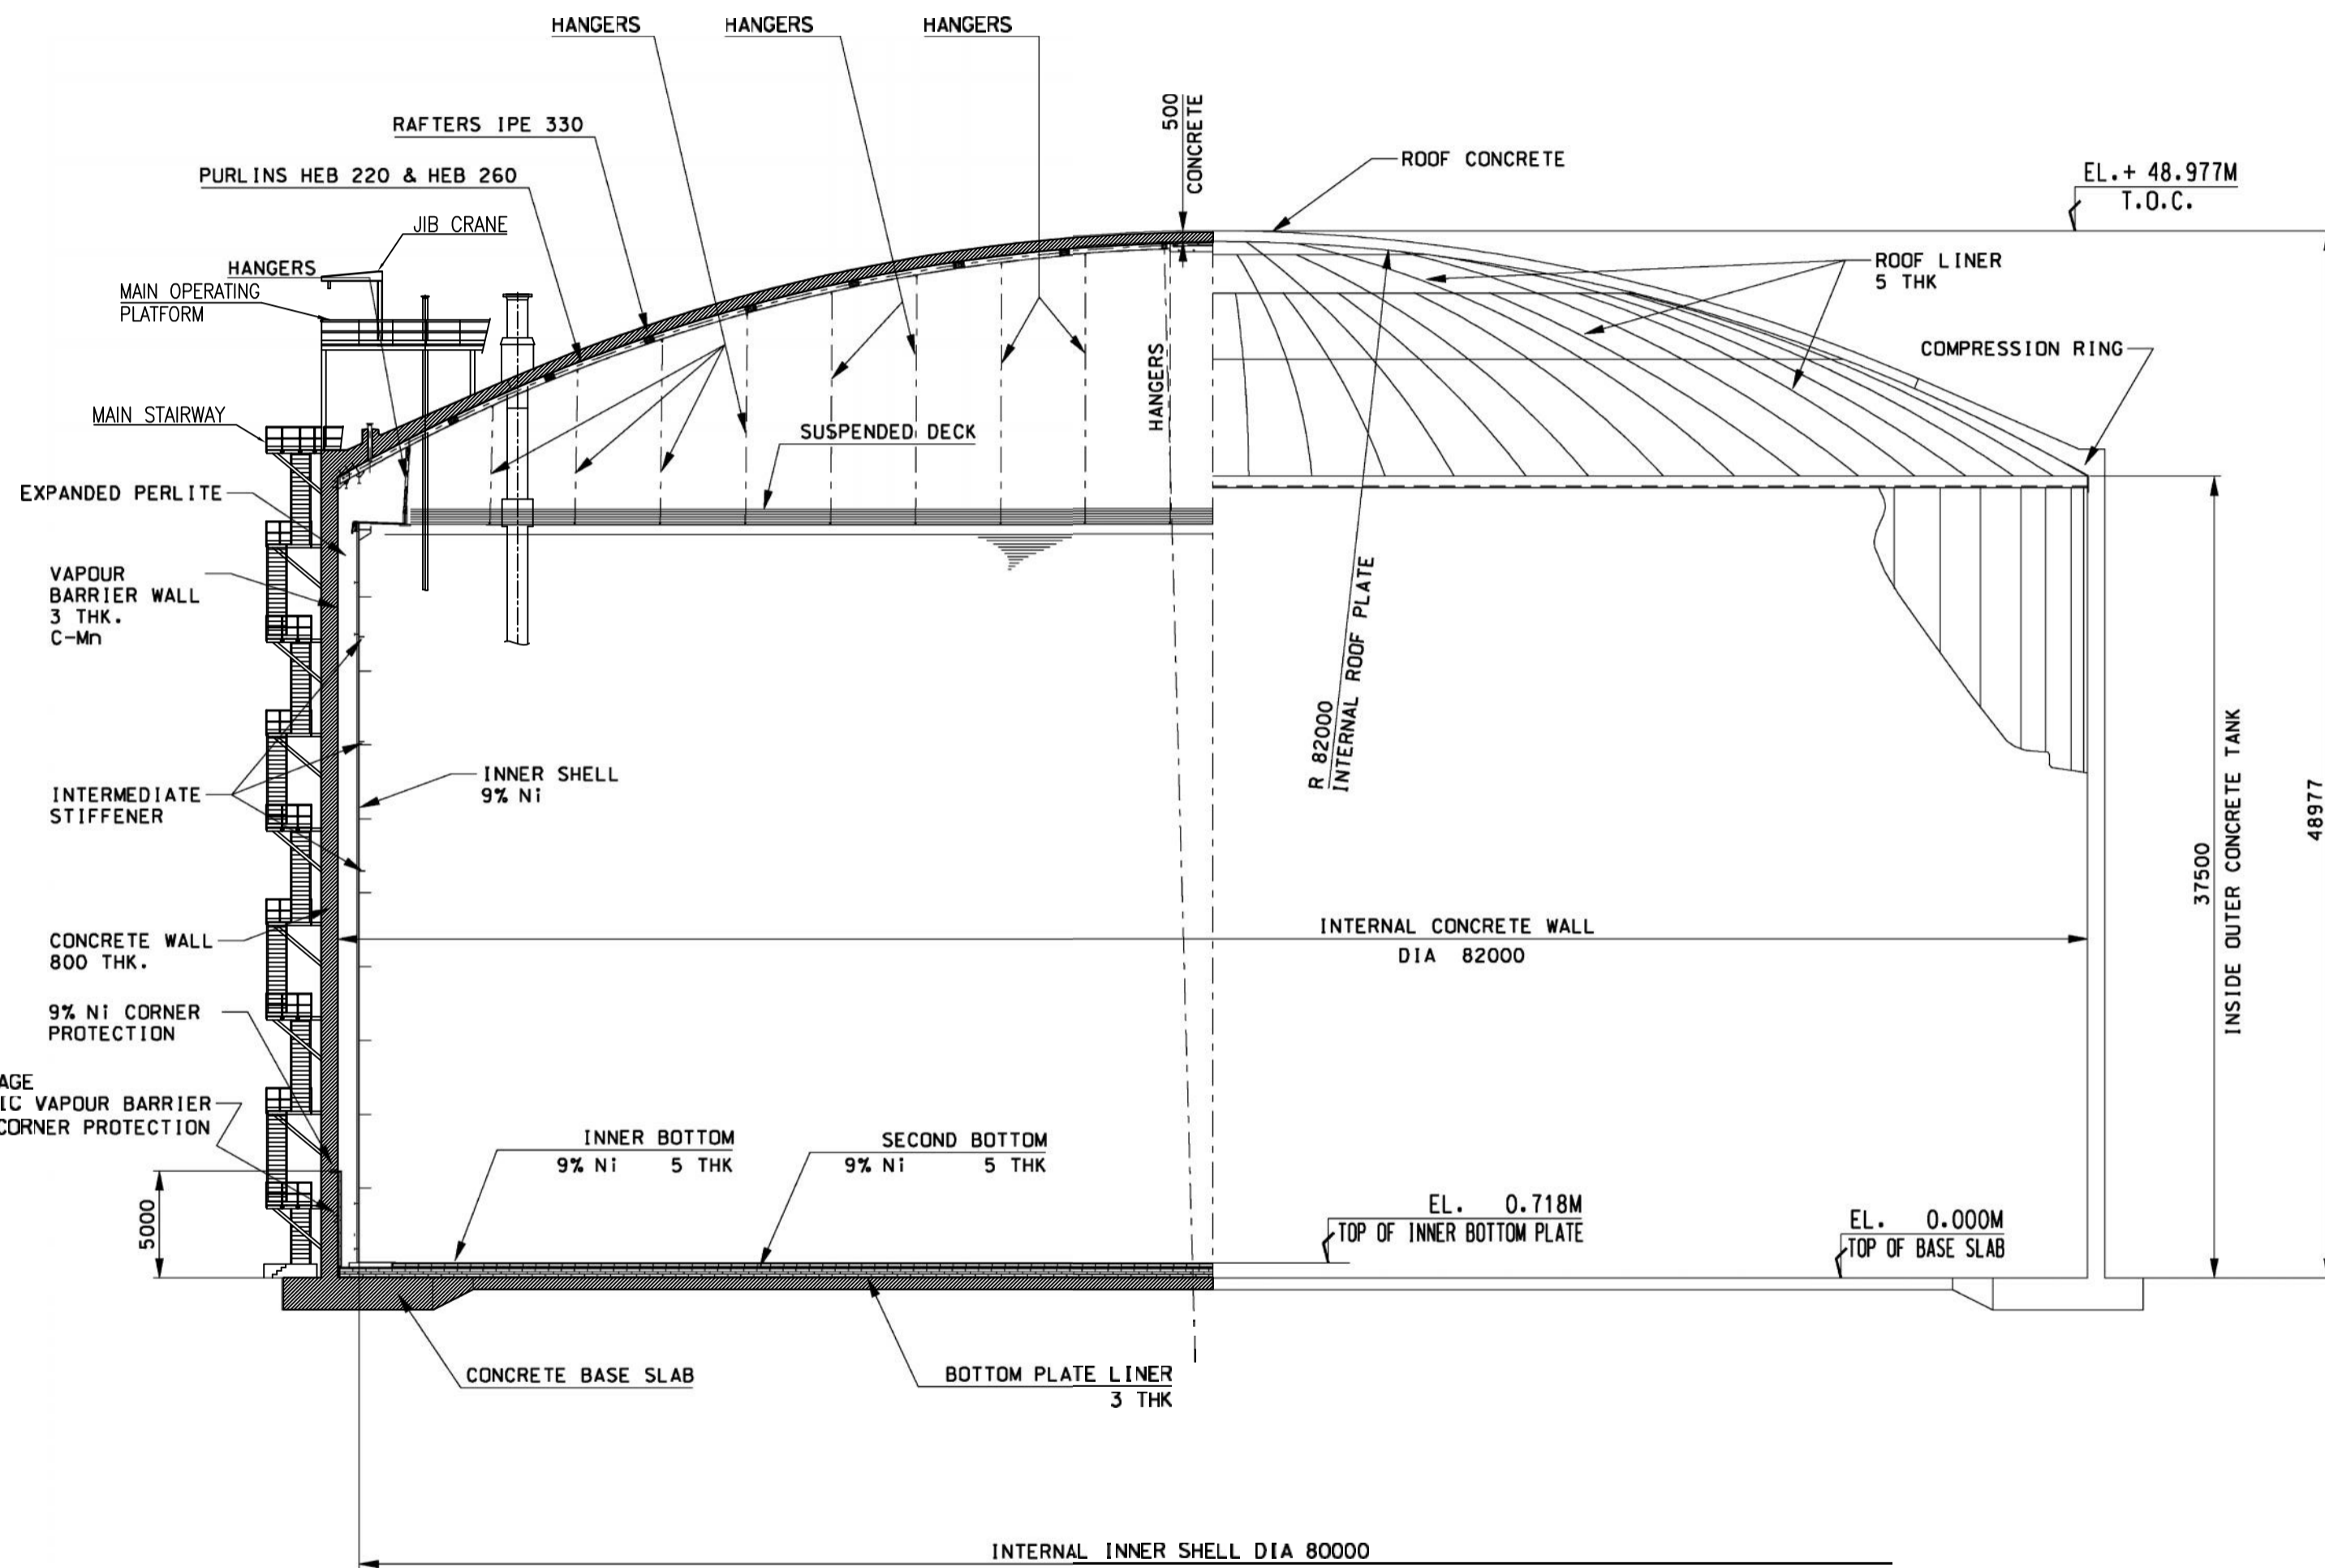 HANGERS
HANGERS
HANGERS
RAFTERS IPE 330
500
CONCRETE
ROOF CONCRETE
PURLINS HEB 220 & HEB 260
EL.+ 48.977M
T.O.C.
JIB CRANE
HANGERS
ROOF LINER
5 THK
MAIN OPERATING
PLATFORM
COMPRESSION RING
HANGERS
MAIN STAIRWAY
SUSPENDED DECK
EXPANDED PERLITE
VAPOUR
BARRIER WALL
3 THK.
C-Mn
R 82000
INTERNAL ROOF PLATE
INNER SHELL
9% Ni
INTERMEDIATE
STIFFENER
37500
INSIDE OUTER CONCRETE TANK
48977
INTERNAL CONCRETE WALL
DIA 82000
CONCRETE WALL
800 THK.
9% Ni CORNER
PROTECTION
AGE
IC VAPOUR BARRIER
CORNER PROTECTION
INNER BOTTOM
9% Ni 5 THK
SECOND BOTTOM
9% Ni 5 THK
5000
EL. 0.718M
TOP OF INNER BOTTOM PLATE
EL. 0.000M
TOP OF BASE SLAB
CONCRETE BASE SLAB
BOTTOM PLATE LINER
3 THK
INTERNAL INNER SHELL DIA 80000